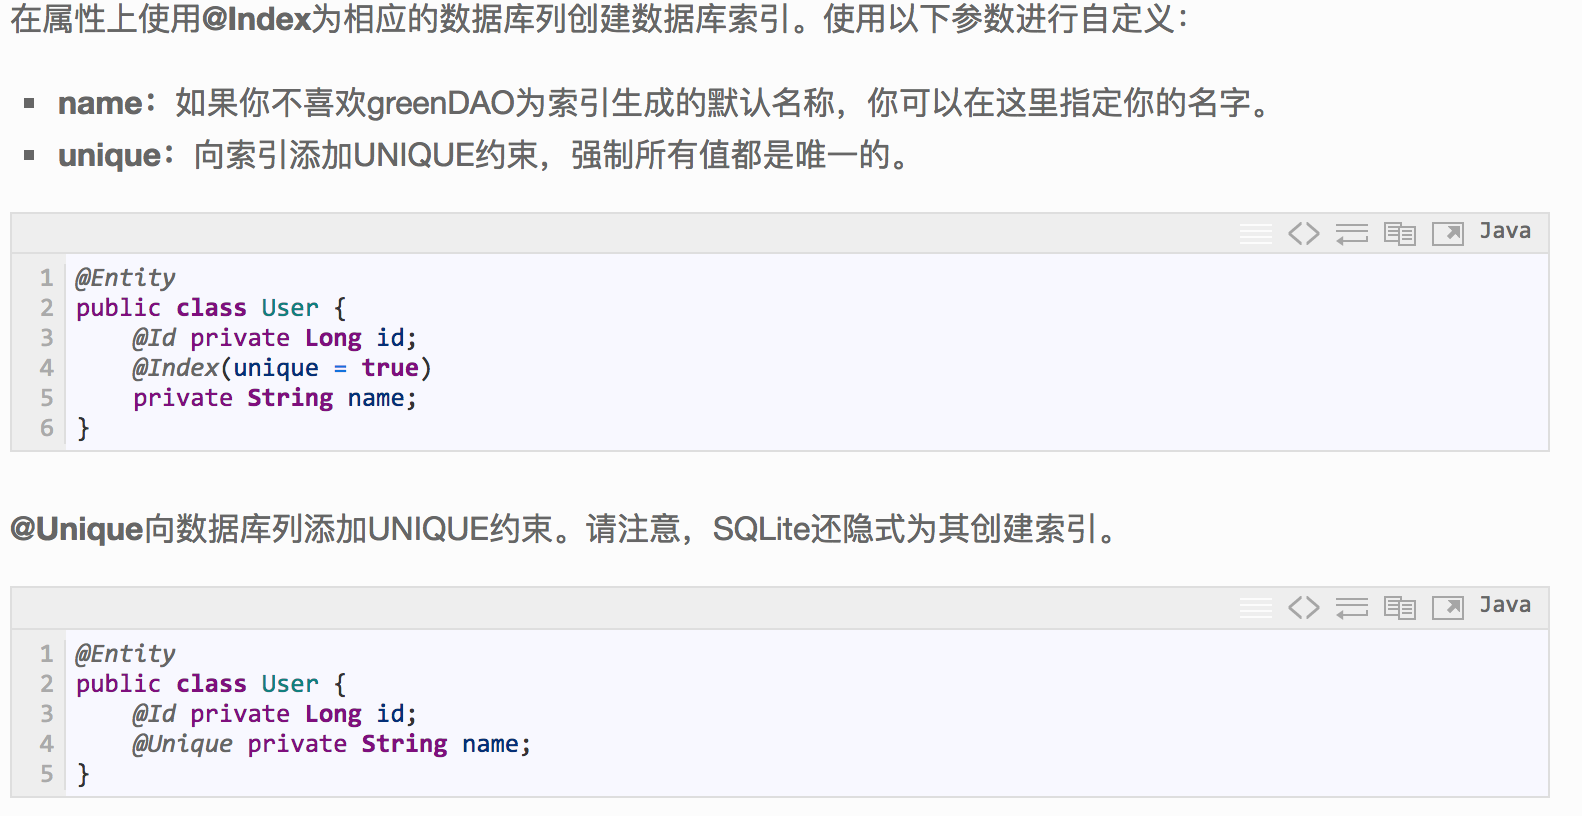 在属性上使用@Index为相应的数据库列创建数据库索引。使用以下参数进行自定义：
▪ name：如果你不喜欢greenDAO为索引生成的默认名称，你可以在这里指定你的名字。
▪ unique：向索引添加UNIQUE约束，强制所有值都是唯一的。
Java
1 @Entity
2 public class User {
3     @Id private Long id;
4     @Index(unique = true)
5     private String name;
6 }
@Unique向数据库列添加UNIQUE约束。请注意，SQLite还隐式为其创建索引。
Java
1 @Entity
2 public class User {
3     @Id private Long id;
4     @Unique private String name;
5 }